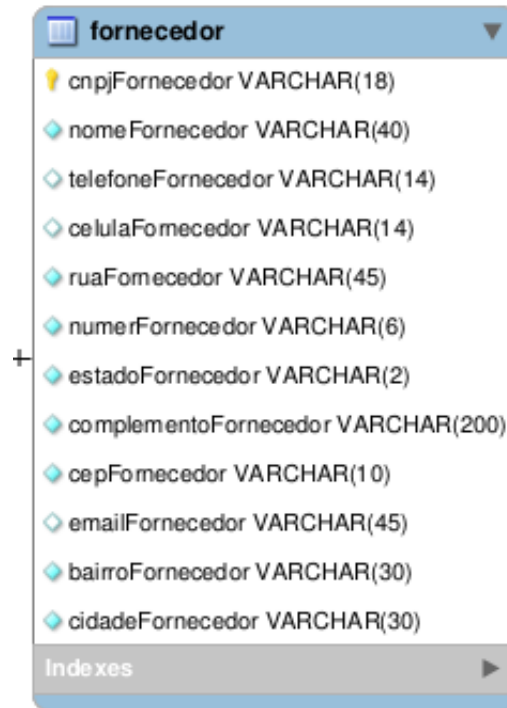 fornecedor
cnpjFornecedor VARCHAR(18)
nomeFornecedor VARCHAR(40)
telefoneFornecedor VARCHAR(14)
celulaFornecedor VARCHAR(14)
ruaFornecedor VARCHAR(45)
numerFornecedor VARCHAR(6)
estadoFornecedor VARCHAR(2)
complementoFornecedor VARCHAR(200)
cepFornecedor VARCHAR(10)
emailFornecedor VARCHAR(45)
bairroFornecedor VARCHAR(30)
cidadeFornecedor VARCHAR(30)
Indexes